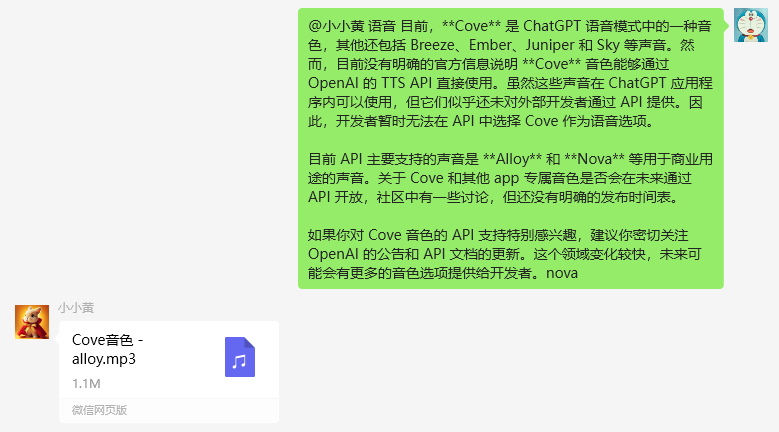 @小小黄 语音 目前，**Cove** 是 ChatGPT 语音模式中的一种音
色，其他还包括 Breeze、Ember、Juniper 和 Sky 等声音。然
而，目前没有明确的官方信息说明 **Cove** 音色能够通过
OpenAI 的 TTS API 直接使用。虽然这些声音在 ChatGPT 应用程
序内可以使用，但它们似乎还未对外部开发者通过 API 提供。因
此，开发者暂时无法在 API 中选择 Cove 作为语音选项。
目前 API 主要支持的声音是 **Alloy** 和 **Nova** 等用于商业用
途的声音。关于 Cove 和其他 app 专属音色是否会在未来通过
API 开放，社区中有一些讨论，但还没有明确的发布时间表。
如果你对 Cove 音色的 API 支持特别感兴趣，建议你密切关注
OpenAI 的公告和 API 文档的更新。这个领域变化较快，未来可
能会有更多的音色选项提供给开发者。nova
小小黄
Cove音色 -
alloy.mp3
1.1M
微信网页版